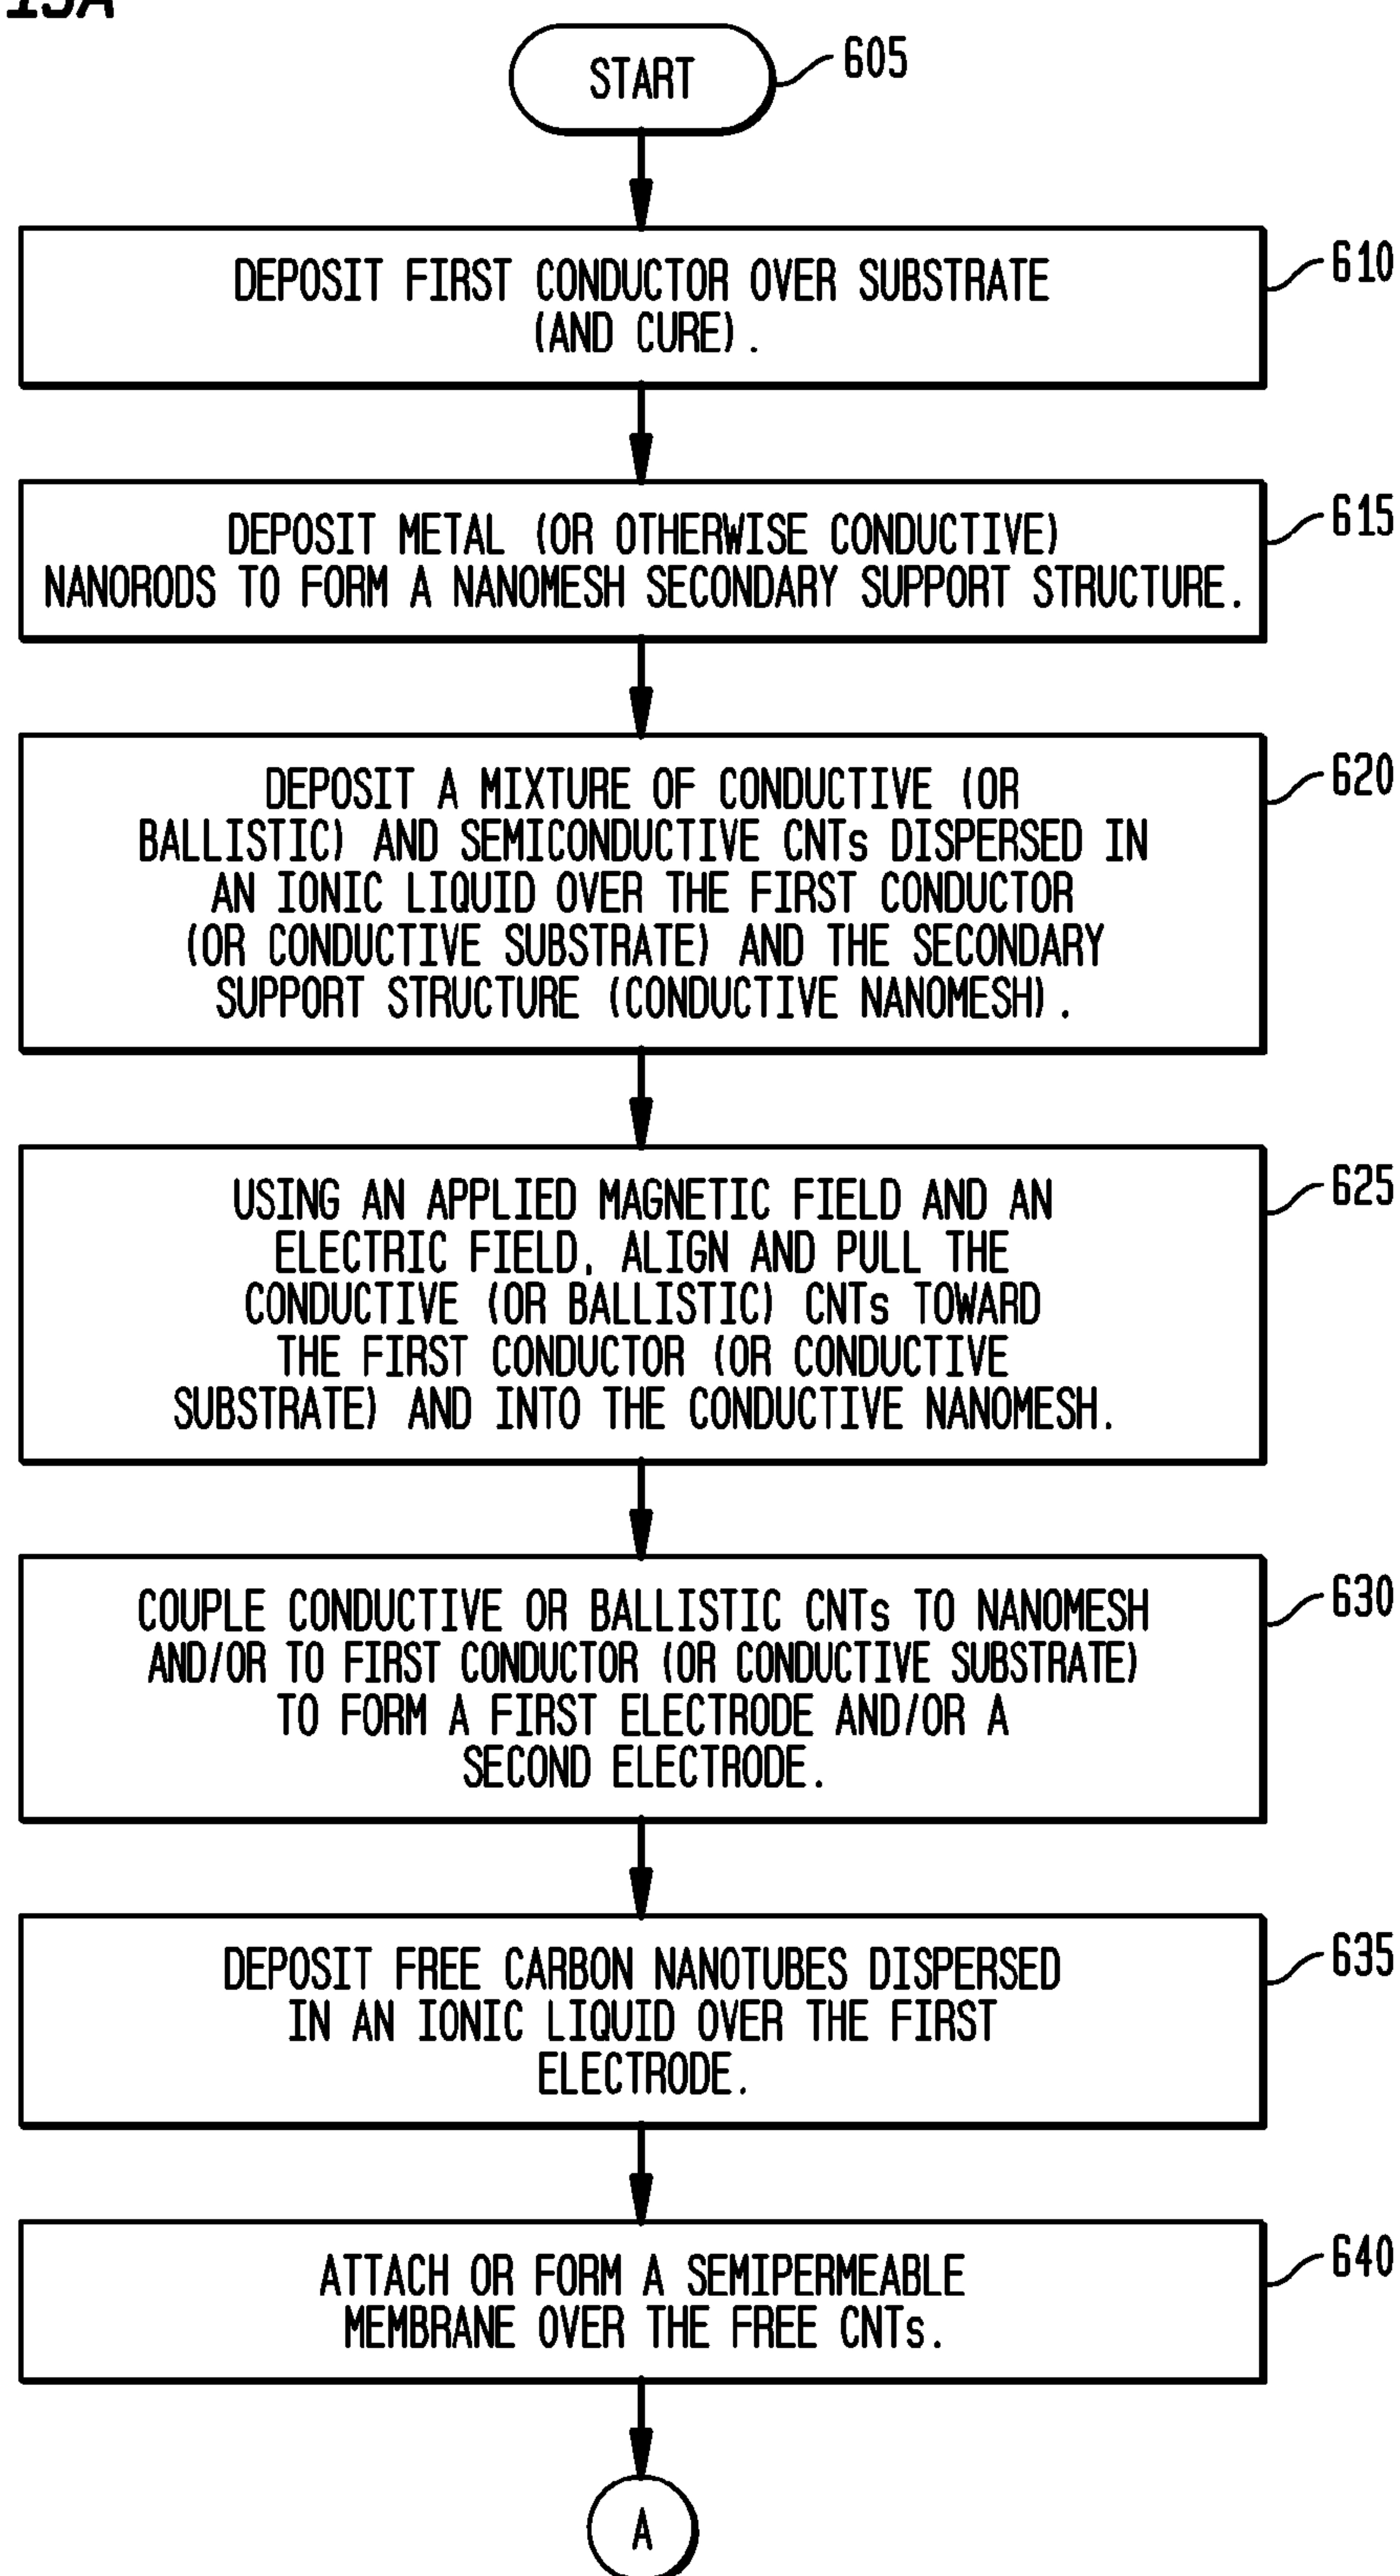 START
605
DEPOSIT FIRST CONDUCTOR OVER SUBSTRATE
(AND CURE).
610
DEPOSIT METAL (OR OTHERWISE CONDUCTIVE)
NANORODS TO FORM A NANOMESH SECONDARY SUPPORT STRUCTURE.
615
DEPOSIT A MIXTURE OF CONDUCTIVE (OR
BALLISTIC) AND SEMICONDUCTIVE CNTs DISPERSED IN
AN IONIC LIQUID OVER THE FIRST CONDUCTOR
(OR CONDUCTIVE SUBSTRATE) AND THE SECONDARY
SUPPORT STRUCTURE (CONDUCTIVE NANOMESH).
620
USING AN APPLIED MAGNETIC FIELD AND AN
ELECTRIC FIELD, ALIGN AND PULL THE
CONDUCTIVE (OR BALLISTIC) CNTs TOWARD
THE FIRST CONDUCTOR (OR CONDUCTIVE
SUBSTRATE) AND INTO THE CONDUCTIVE NANOMESH.
625
COUPLE CONDUCTIVE OR BALLISTIC CNTs TO NANOMESH
AND/OR TO FIRST CONDUCTOR (OR CONDUCTIVE SUBSTRATE)
TO FORM A FIRST ELECTRODE AND/OR A
SECOND ELECTRODE.
630
DEPOSIT FREE CARBON NANOTUBES DISPERSED
IN AN IONIC LIQUID OVER THE FIRST
ELECTRODE.
635
ATTACH OR FORM A SEMIPERMEABLE
MEMBRANE OVER THE FREE CNTs.
640
A